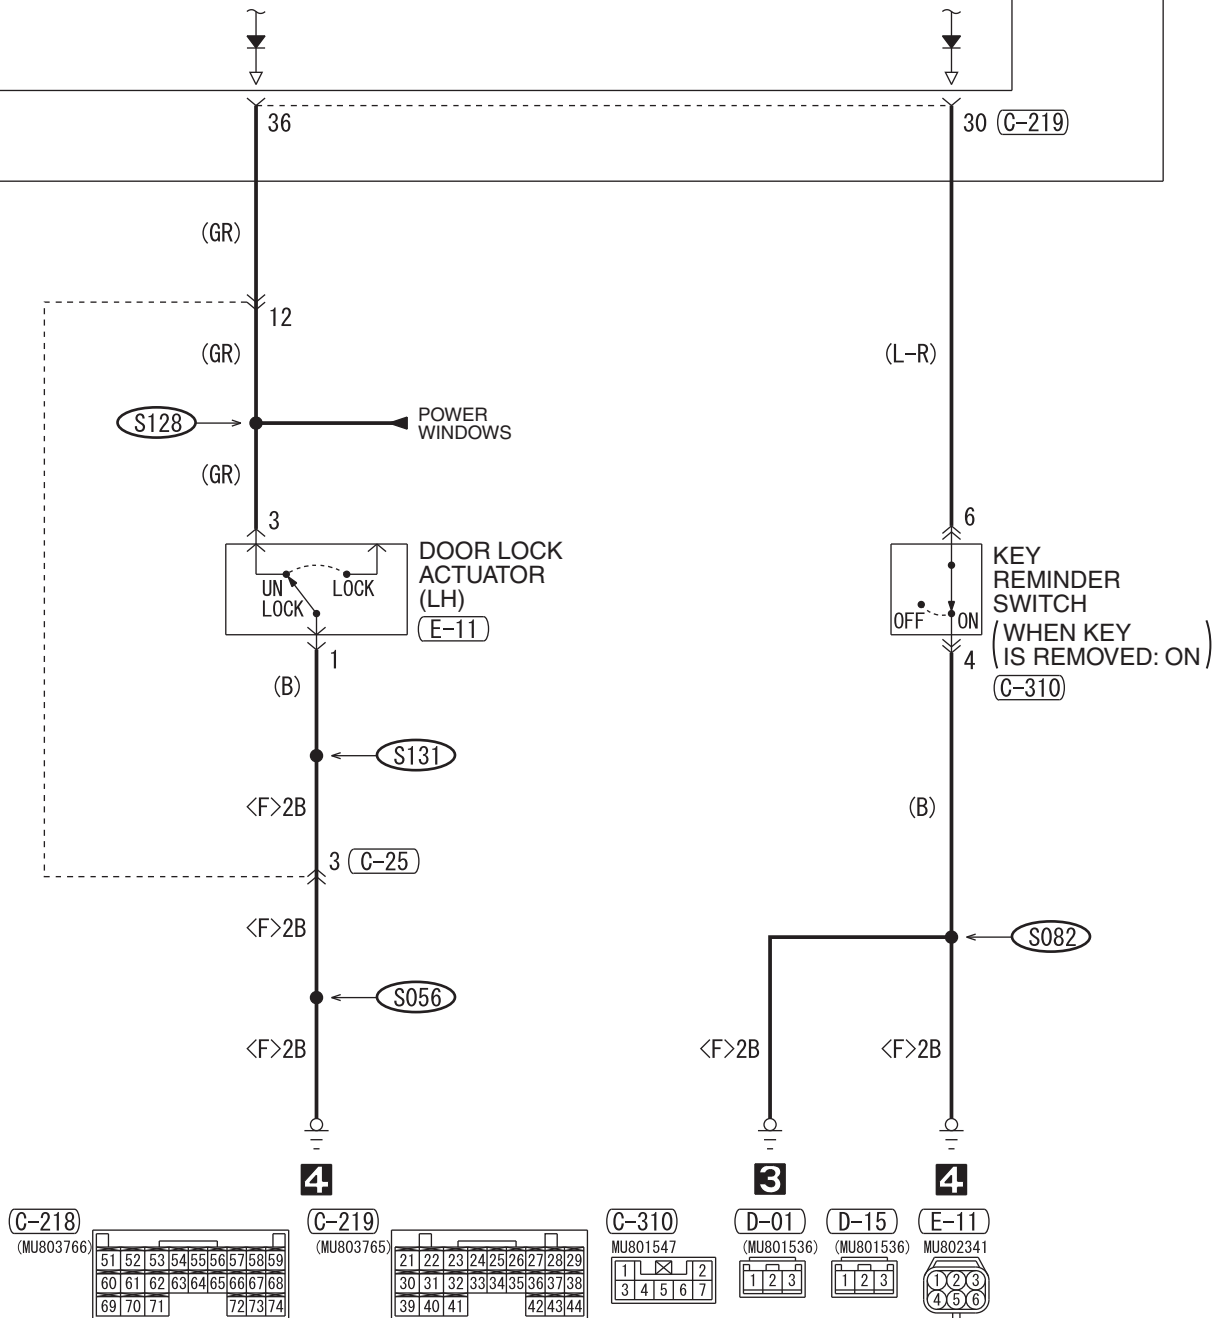 36
30 (C-219)
(GR)
12
(GR)
(L-R)
S128
POWER
WINDOWS
(GR)
3
6
DOOR LOCK
ACTUATOR
(LH)
E-11
UN
LOCK
LOCK
KEY
REMINDER
SWITCH
(WHEN KEY
IS REMOVED: ON)
C-310
OFF
ON
1
4
(B)
S131
<F>2B
(B)
3 (C-25)
<F>2B
S082
S056
<F>2B
<F>2B
<F>2B
4
3
4
C-218
(MU803766)
51 52 53 54 55 56 57 58 59
60 61 62 63 64 65 66 67 68
69 70 71 72 73 74
C-219
(MU803765)
21 22 23 24 25 26 27 28 29
30 31 32 33 34 35 36 37 38
39 40 41 42 43 44
C-310
MU801547
1 2
3 4 5 6 7
D-01
(MU801536)
1 2 3
D-15
(MU801536)
1 2 3
E-11
MU802341
1 2 3
4 5 6